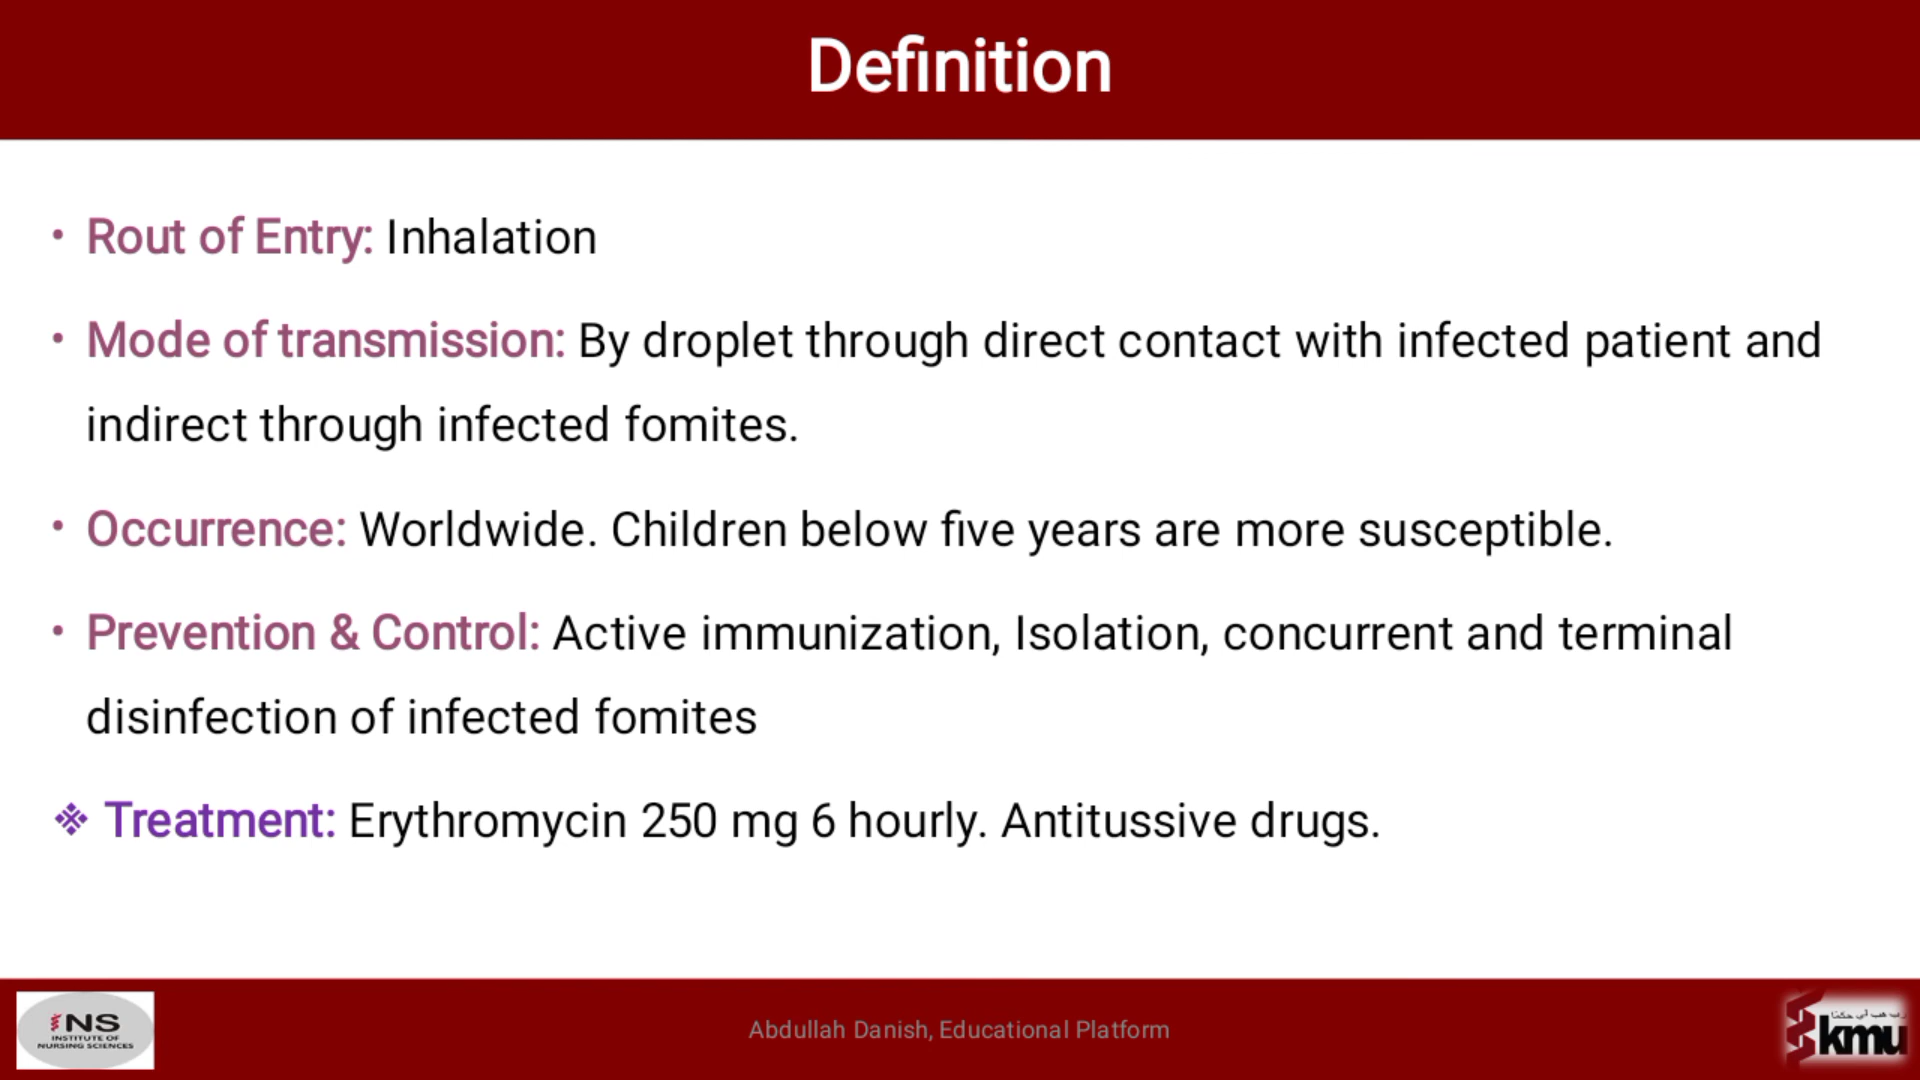 Definition
• Rout of Entry: Inhalation
• Mode of transmission: By droplet through direct contact with infected patient and
indirect through infected fomites.
• Occurrence: Worldwide. Children below five years are more susceptible.
• Prevention & Control: Active immunization, Isolation, concurrent and terminal
disinfection of infected fomites
❖ Treatment: Erythromycin 250 mg 6 hourly. Antitussive drugs.
iNS
INSTITUTE OF
NURSING SCIENCES
Abdullah Danish, Educational Platform
kmu